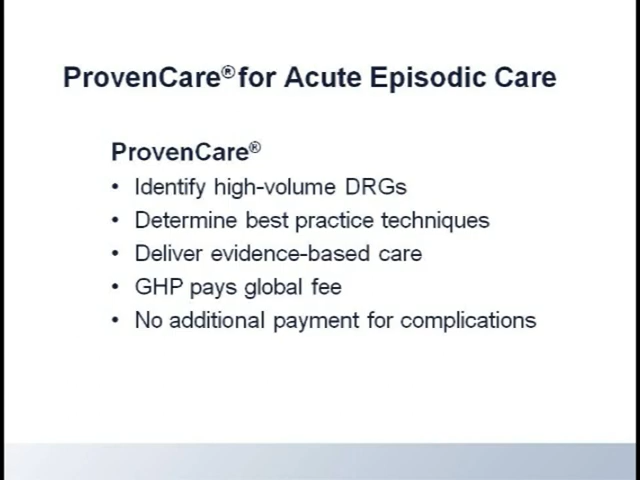 ProvenCare® for Acute Episodic Care
ProvenCare®
• Identify high-volume DRGs
• Determine best practice techniques
• Deliver evidence-based care
• GHP pays global fee
• No additional payment for complications